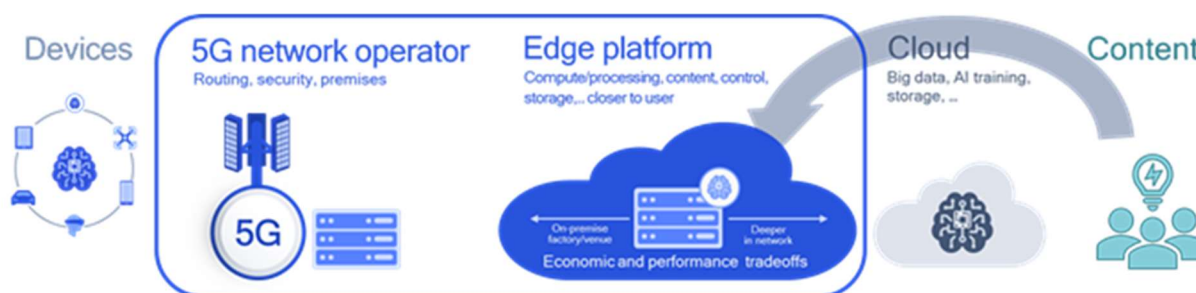 Devices
5G network operator
Routing, security, premises
5G
Edge platform
Compute/processing, content, control,
storage,.. closer to user
On-premise
factory/venue
Deeper
in network
Economic and performance tradeoffs
Cloud
Big data, AI training,
storage, ..
Content